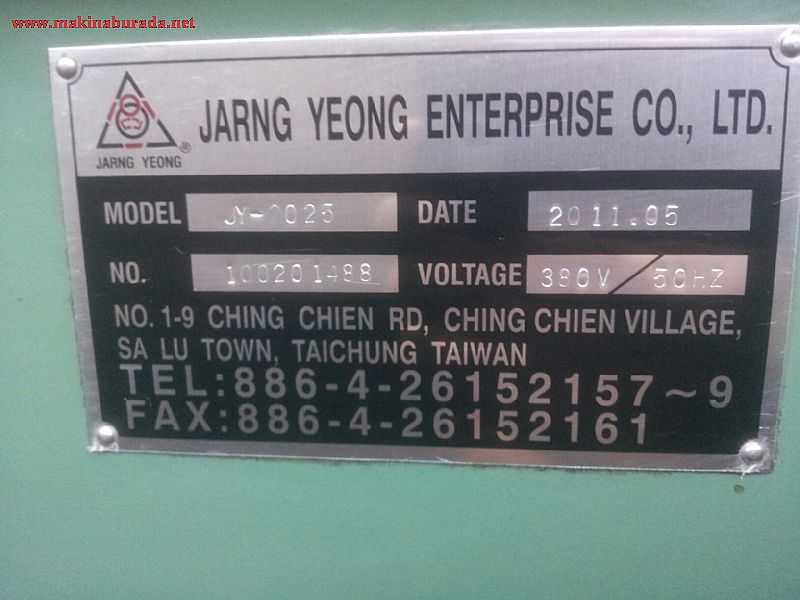 www.makinaburada.net
JARNG YEONG ®
JARNG YEONG ENTERPRISE CO., LTD.
MODEL DATE 2011.05
NO. 100201488 VOLTAGE 380V / 50HZ
NO. 1-9 CHING CHIEN RD, CHING CHIEN VILLAGE,
SA LU TOWN, TAICHUNG TAIWAN
TEL:886-4-26152157~9
FAX:886-4-26152161